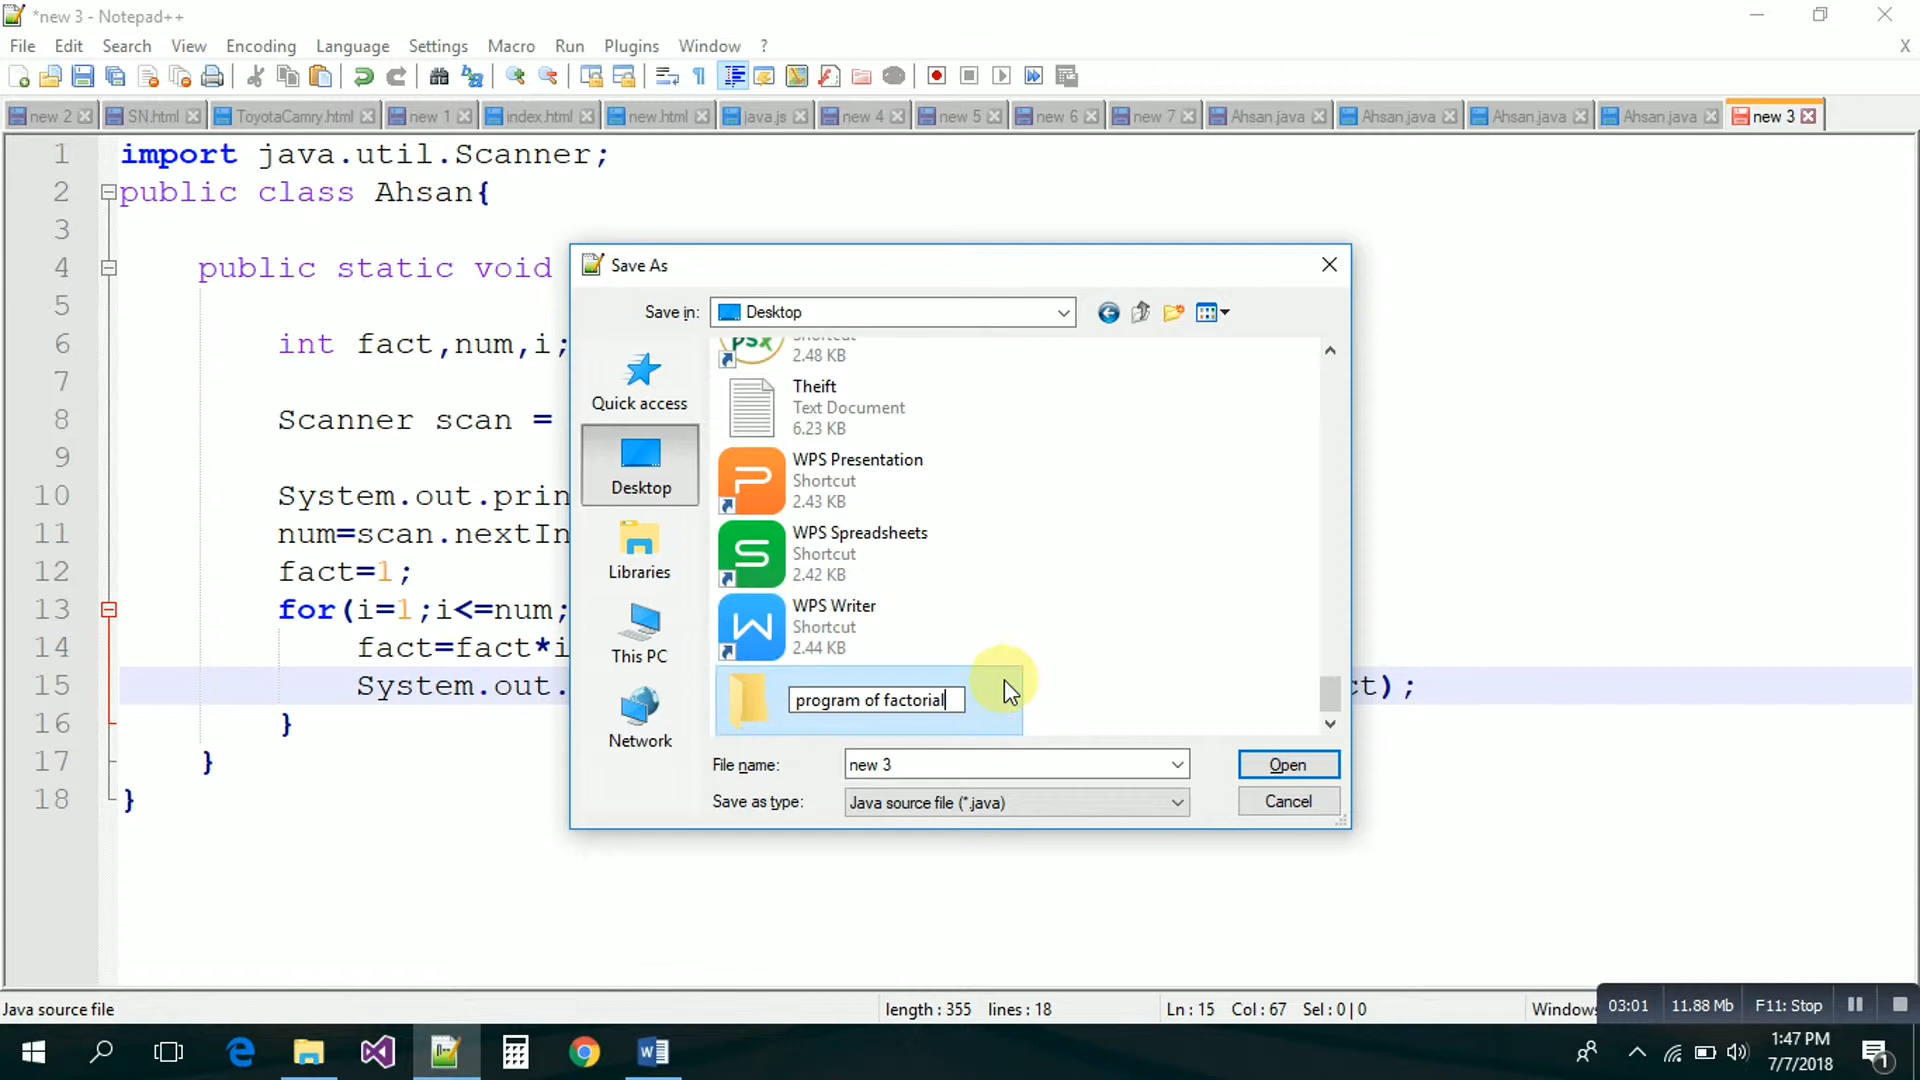 *new 3 - Notepad++
File Edit Search View Encoding Language Settings Macro Run Plugins Window ? X
new 2 SN.html ToyotaCamry.html new 1 index.html new.html java.js new 4 new 5 new 6 new 7 Ahsan.java Ahsan.java Ahsan.java Ahsan.java new 3
1 import java.util.Scanner;
2 public class Ahsan{
3
4 public static void
5
6 int fact,num,i;
7
8 Scanner scan =
9
10 System.out.prin
11 num=scan.nextIn
12 fact=1;
13 for(i=1;i<=num;
14 fact=fact*i
15 System.out. ct);
16 }
17 }
18 }
Save As
Save in: Desktop
Quick access
Desktop
Libraries
This PC
Network
psx
Shortcut
2.48 KB
Theift
Text Document
6.23 KB
WPS Presentation
Shortcut
2.43 KB
WPS Spreadsheets
Shortcut
2.42 KB
WPS Writer
Shortcut
2.44 KB
program of factorial
File name: new 3 Open
Save as type: Java source file (*.java) Cancel
Java source file length : 355 lines : 18 Ln : 15 Col : 67 Sel : 0 | 0 Windows
03:01 11.88 Mb F11: Stop
1:47 PM
7/7/2018
1